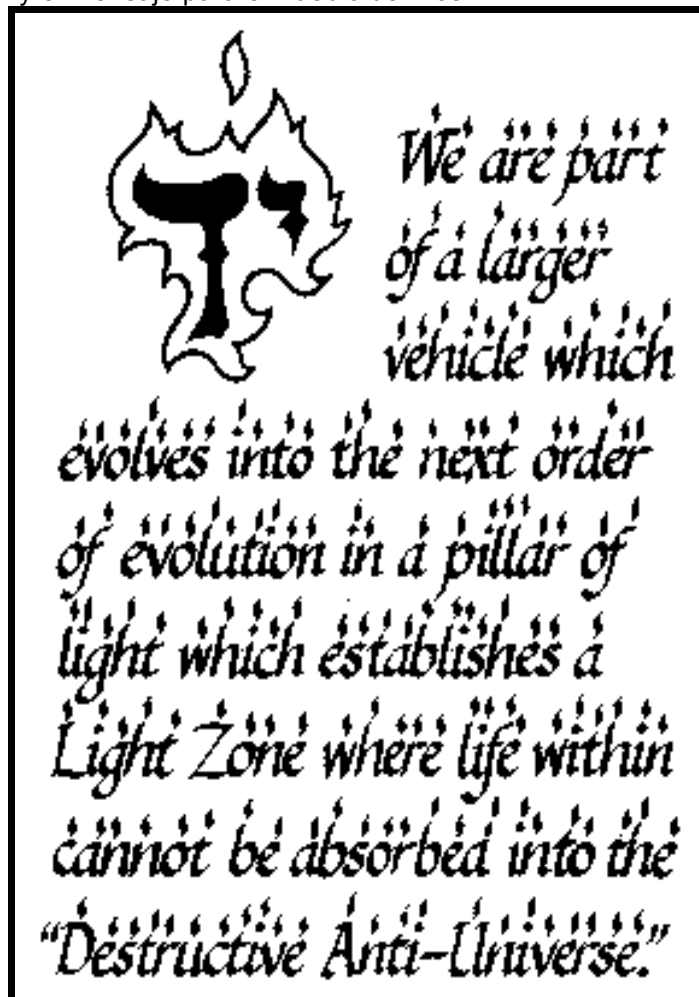 We are part
of a larger
vehicle which
evolves into the next order
of evolution in a pillar of
light which establishes a
Light Zone where life within
cannot be absorbed into the
“Destructive Anti-Universe.”